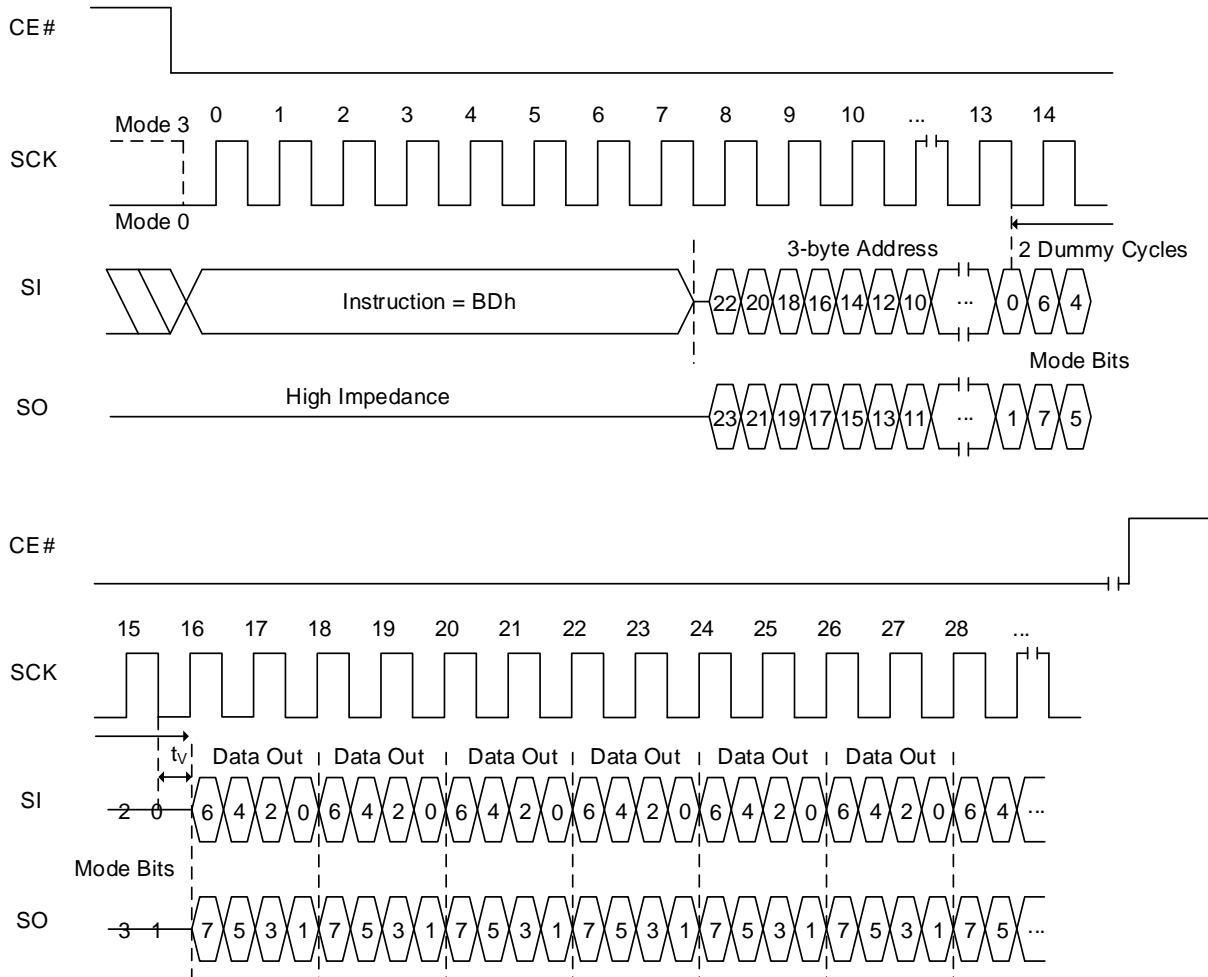 CE#
0 1 2 3 4 5 6 7 8 9 10 ... 13 14
Mode 3
SCK
Mode 0
3-byte Address 2 Dummy Cycles
SI
Instruction = BDh 22 20 18 16 14 12 10 ... 0 6 4
Mode Bits
High Impedance
SO
23 21 19 17 15 13 11 ... 1 7 5
CE#
15 16 17 18 19 20 21 22 23 24 25 26 27 28 ...
SCK
tV Data Out Data Out Data Out Data Out Data Out Data Out
SI
2 0 6 4 2 0 6 4 2 0 6 4 2 0 6 4 2 0 6 4 2 0 6 4 2 0 6 4 ...
Mode Bits
SO
3 1 7 5 3 1 7 5 3 1 7 5 3 1 7 5 3 1 7 5 3 1 7 5 3 1 7 5 ...